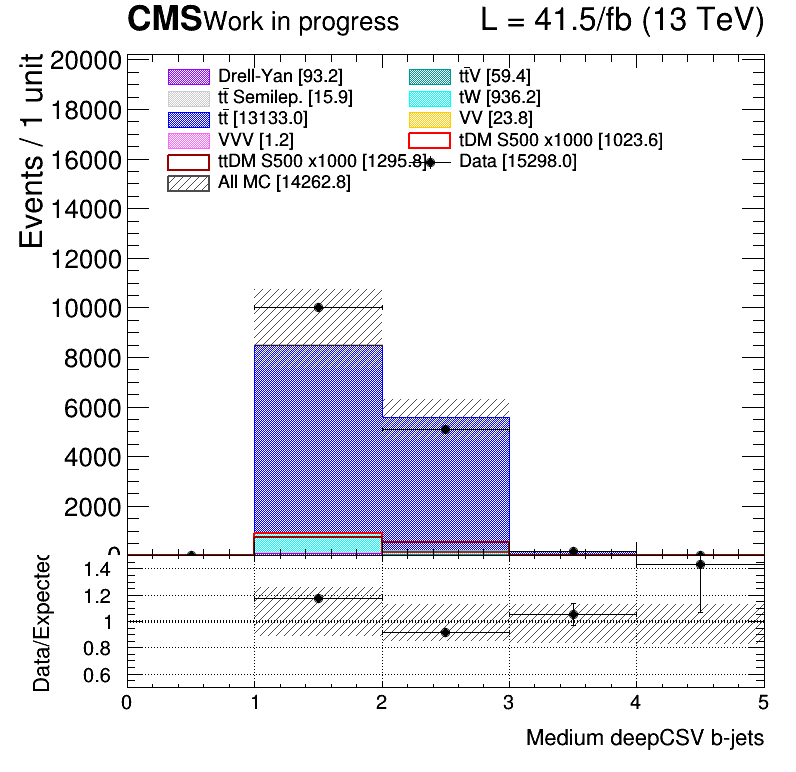 CMS Work in progress L = 41.5/fb (13 TeV)
Events / 1 unit
20000
18000
16000
14000
12000
10000
8000
6000
4000
2000
0
Drell-Yan [93.2] tt̄V [59.4]
tt̄ Semilep. [15.9] tW [936.2]
tt̄ [13133.0] VV [23.8]
VVV [1.2] tDM S500 x1000 [1023.6]
ttDM S500 x1000 [1295.8] Data [15298.0]
All MC [14262.8]
Data/Expected
1.4
1.2
1
0.8
0.6
0 1 2 3 4 5
Medium deepCSV b-jets